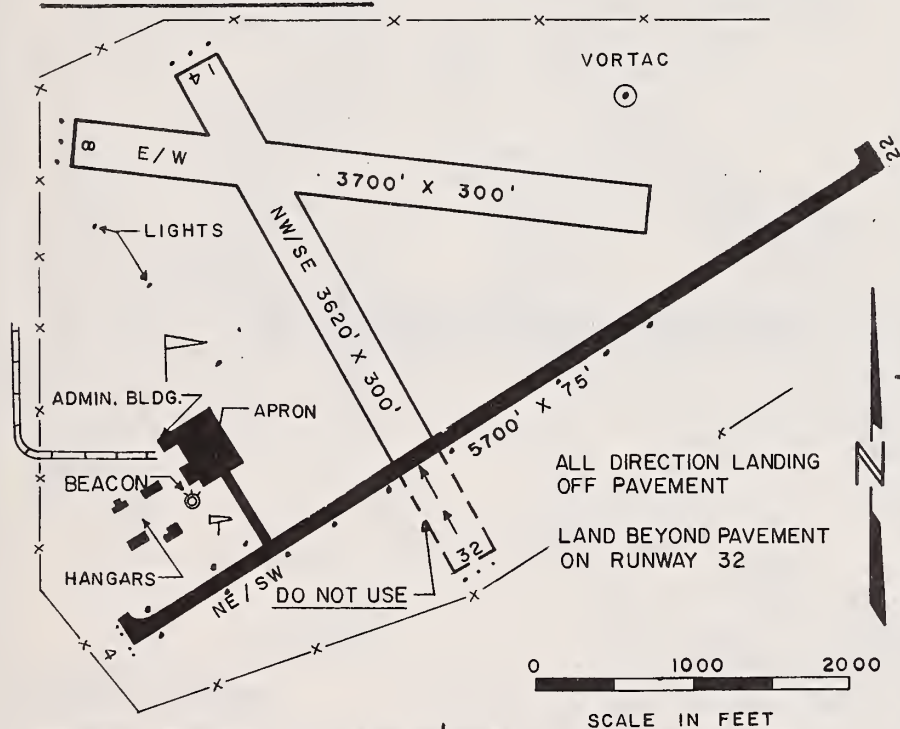 VORTAC
14
8
E/W
3700' X 300'
22
NW/SE 3620' X 300'
LIGHTS
ADMIN. BLDG.
APRON
5700' X 75'
BEACON
ALL DIRECTION LANDING
OFF PAVEMENT
N
LAND BEYOND PAVEMENT
ON RUNWAY 32
32
HANGARS
NE / SW
DO NOT USE
4
0 1000 2000
SCALE IN FEET